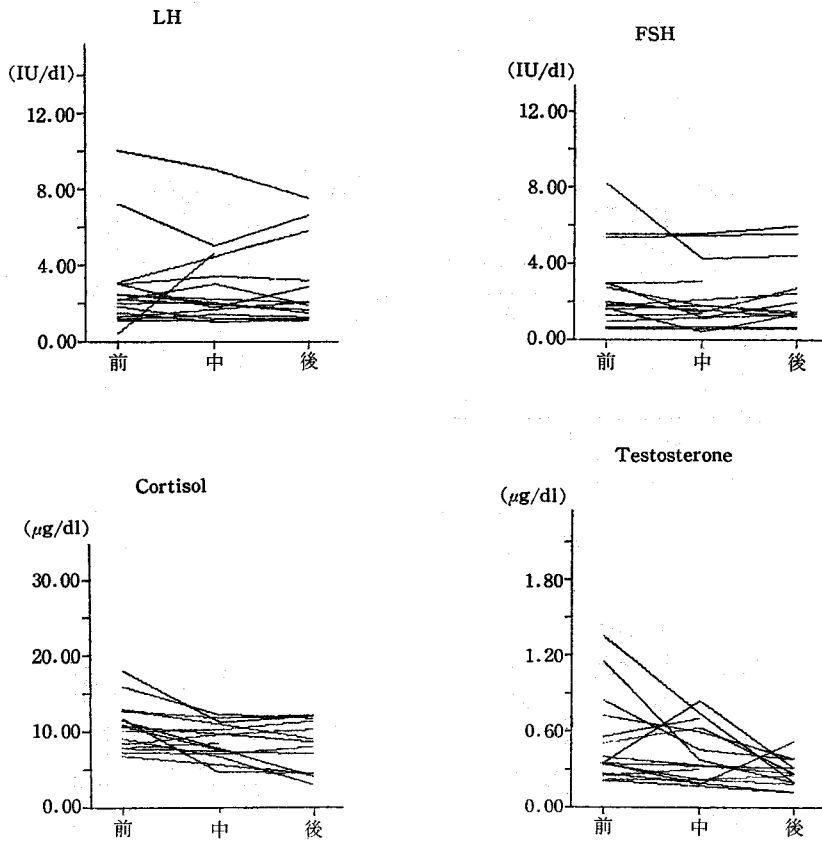 LH
(IU/dl)
12.00
8.00
4.00
0.00
前 中 後
FSH
(IU/dl)
12.00
8.00
4.00
0.00
前 中 後
Cortisol
(μg/dl)
30.00
20.00
10.00
0.00
前 中 後
Testosterone
(μg/dl)
1.80
1.20
0.60
0.00
前 中 後